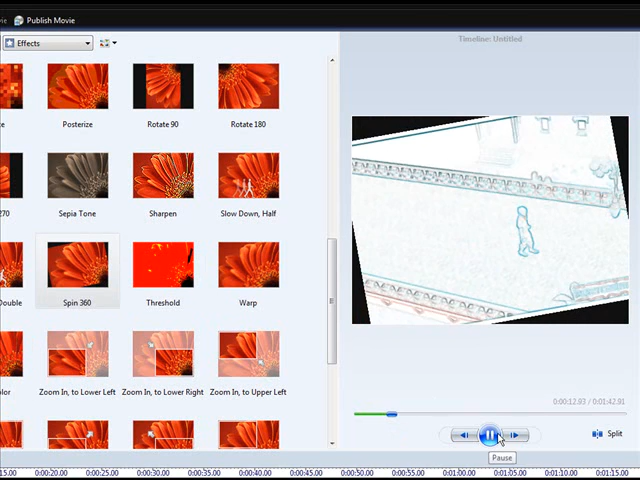 Publish Movie
Effects
Timeline: Untitled
Posterize
Rotate 90
Rotate 180
270
Sepia Tone
Sharpen
Slow Down, Half
Double
Spin 360
Threshold
Warp
Zoom In, to Lower Left
Zoom In, to Lower Right
Zoom In, to Upper Left
0:00:12.93 / 0:01:42.91
Split
Pause
15.00
0:00:20.00
0:00:25.00
0:00:30.00
0:00:35.00
0:00:40.00
0:00:45.00
0:00:50.00
0:00:55.00
0:01:00.00
0:01:05.00
0:01:10.00
0:01:15.00